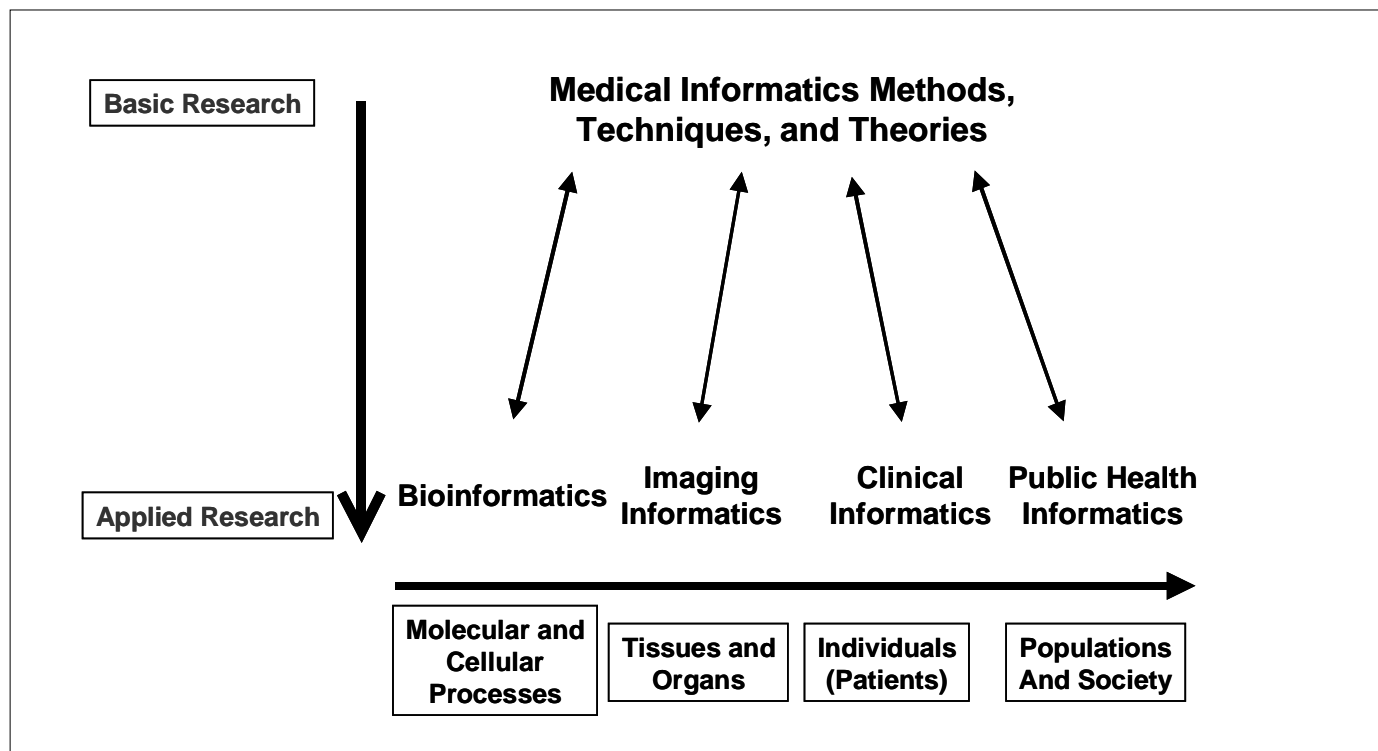 Basic Research
Medical Informatics Methods,
Techniques, and Theories
Applied Research
Bioinformatics
Imaging
Informatics
Clinical
Informatics
Public Health
Informatics
Molecular and
Cellular
Processes
Tissues and
Organs
Individuals
(Patients)
Populations
And Society